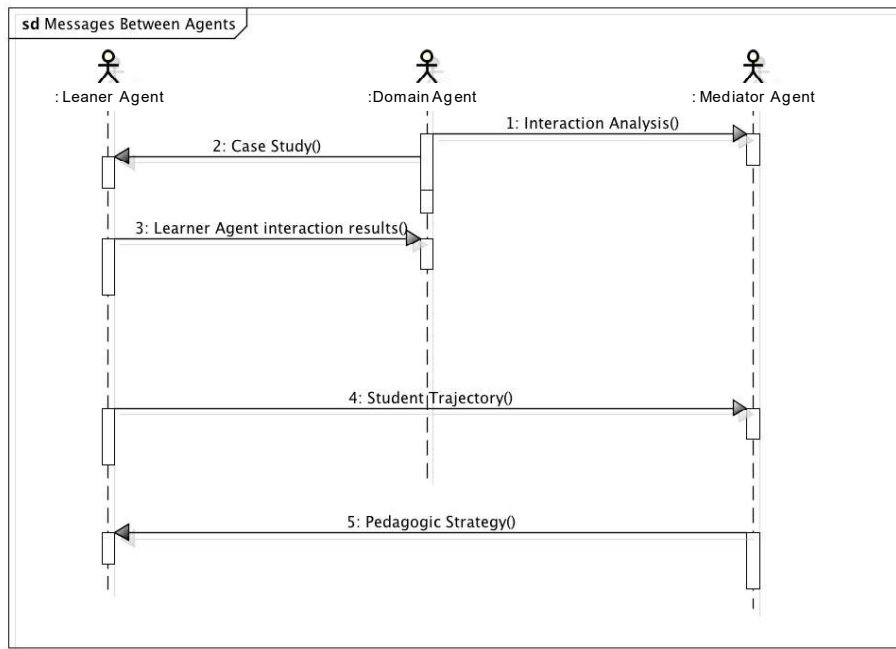 sd Messages Between Agents
: Leaner Agent
:Domain Agent
: Mediator Agent
1: Interaction Analysis()
2: Case Study()
3: Learner Agent interaction results()
4: Student Trajectory()
5: Pedagogic Strategy()